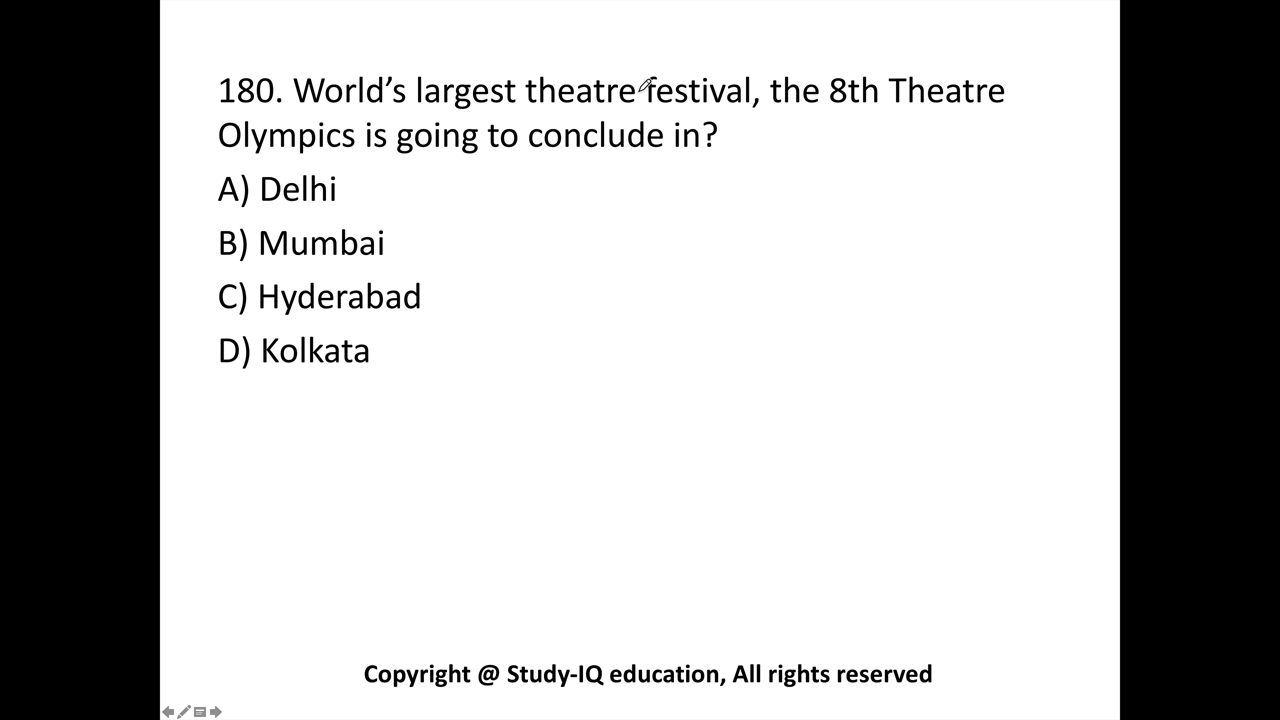 180. World’s largest theatre festival, the 8th Theatre
Olympics is going to conclude in?
A) Delhi
B) Mumbai
C) Hyderabad
D) Kolkata
Copyright @ Study-IQ education, All rights reserved